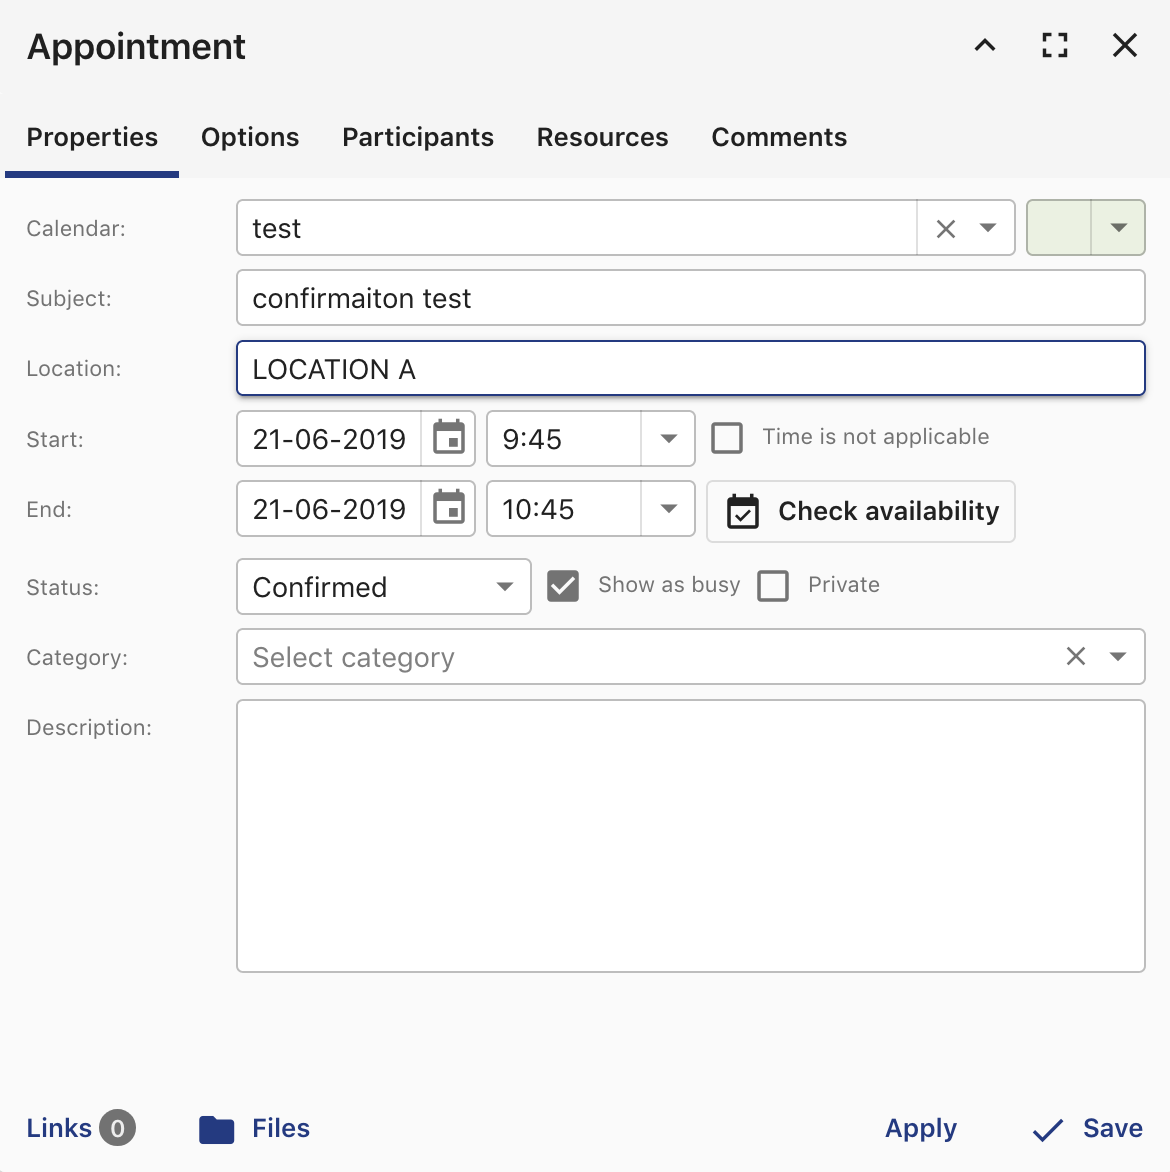 Appointment
Properties Options Participants Resources Comments
Calendar: test
Subject: confirmaiton test
Location: LOCATION A
Start: 21-06-2019 9:45 Time is not applicable
End: 21-06-2019 10:45 Check availability
Status: Confirmed Show as busy Private
Category: Select category
Description:
Links 0 Files Apply Save